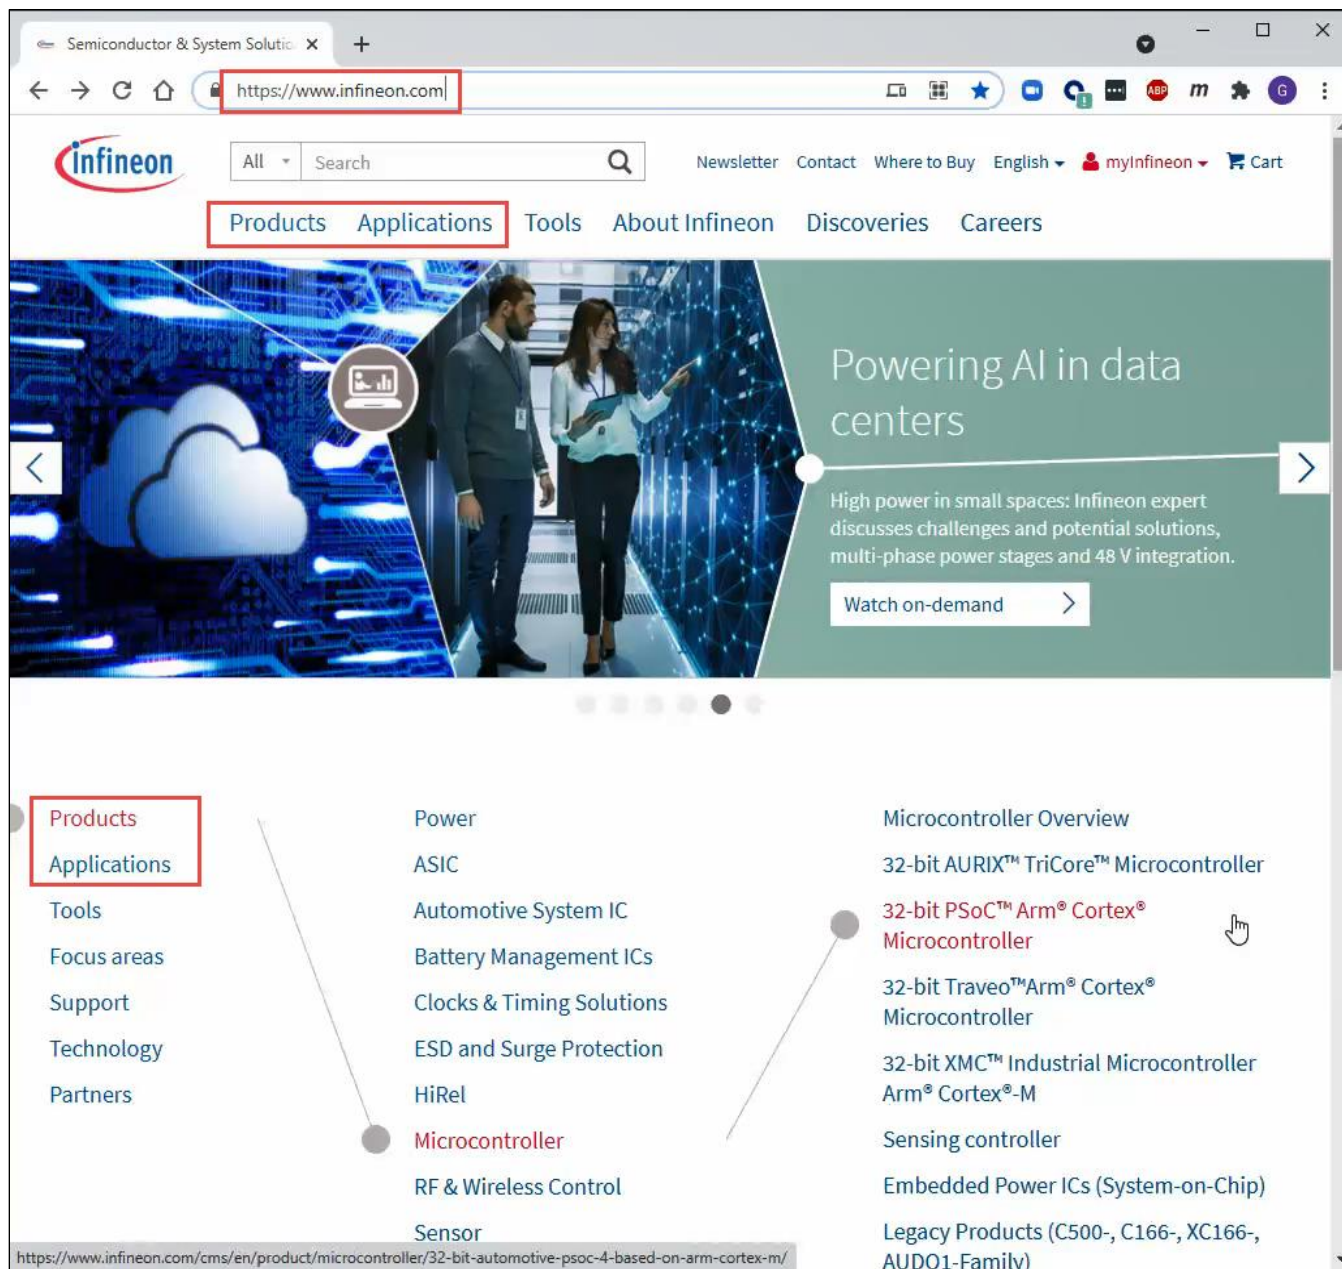 Semiconductor & System Solutio
https://www.infineon.com
ABP
m
G
infineon
All
Search
Newsletter Contact Where to Buy English myInfineon Cart
Products Applications Tools About Infineon Discoveries Careers
Powering AI in data
centers
High power in small spaces: Infineon expert
discusses challenges and potential solutions,
multi-phase power stages and 48 V integration.
Watch on-demand
Products
Applications
Tools
Focus areas
Support
Technology
Partners
Power
ASIC
Automotive System IC
Battery Management ICs
Clocks & Timing Solutions
ESD and Surge Protection
HiRel
Microcontroller
RF & Wireless Control
Sensor
Microcontroller Overview
32-bit AURIX™ TriCore™ Microcontroller
32-bit PSoC™ Arm® Cortex®
Microcontroller
32-bit Traveo™Arm® Cortex®
Microcontroller
32-bit XMC™ Industrial Microcontroller
Arm® Cortex®-M
Sensing controller
Embedded Power ICs (System-on-Chip)
Legacy Products (C500-, C166-, XC166-,
AUDO1-Family)
https://www.infineon.com/cms/en/product/microcontroller/32-bit-automotive-psoc-4-based-on-arm-cortex-m/